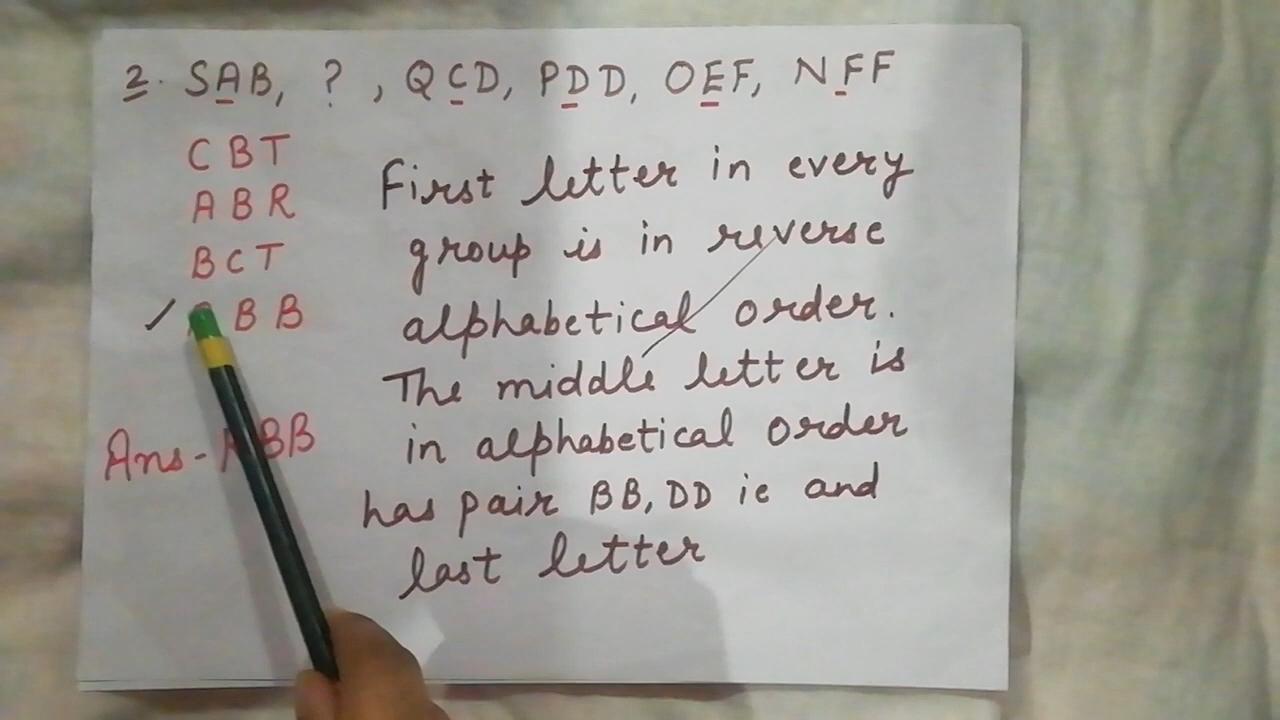 2. SAB, ?, QCD, PDD, OEF, NFF
CBT
ABR
BCT
BB
Ans- BB
First letter in every
group is in reverse
alphabetical order.
The middle letter is
in alphabetical order
has pair BB, DD ie and
last letter